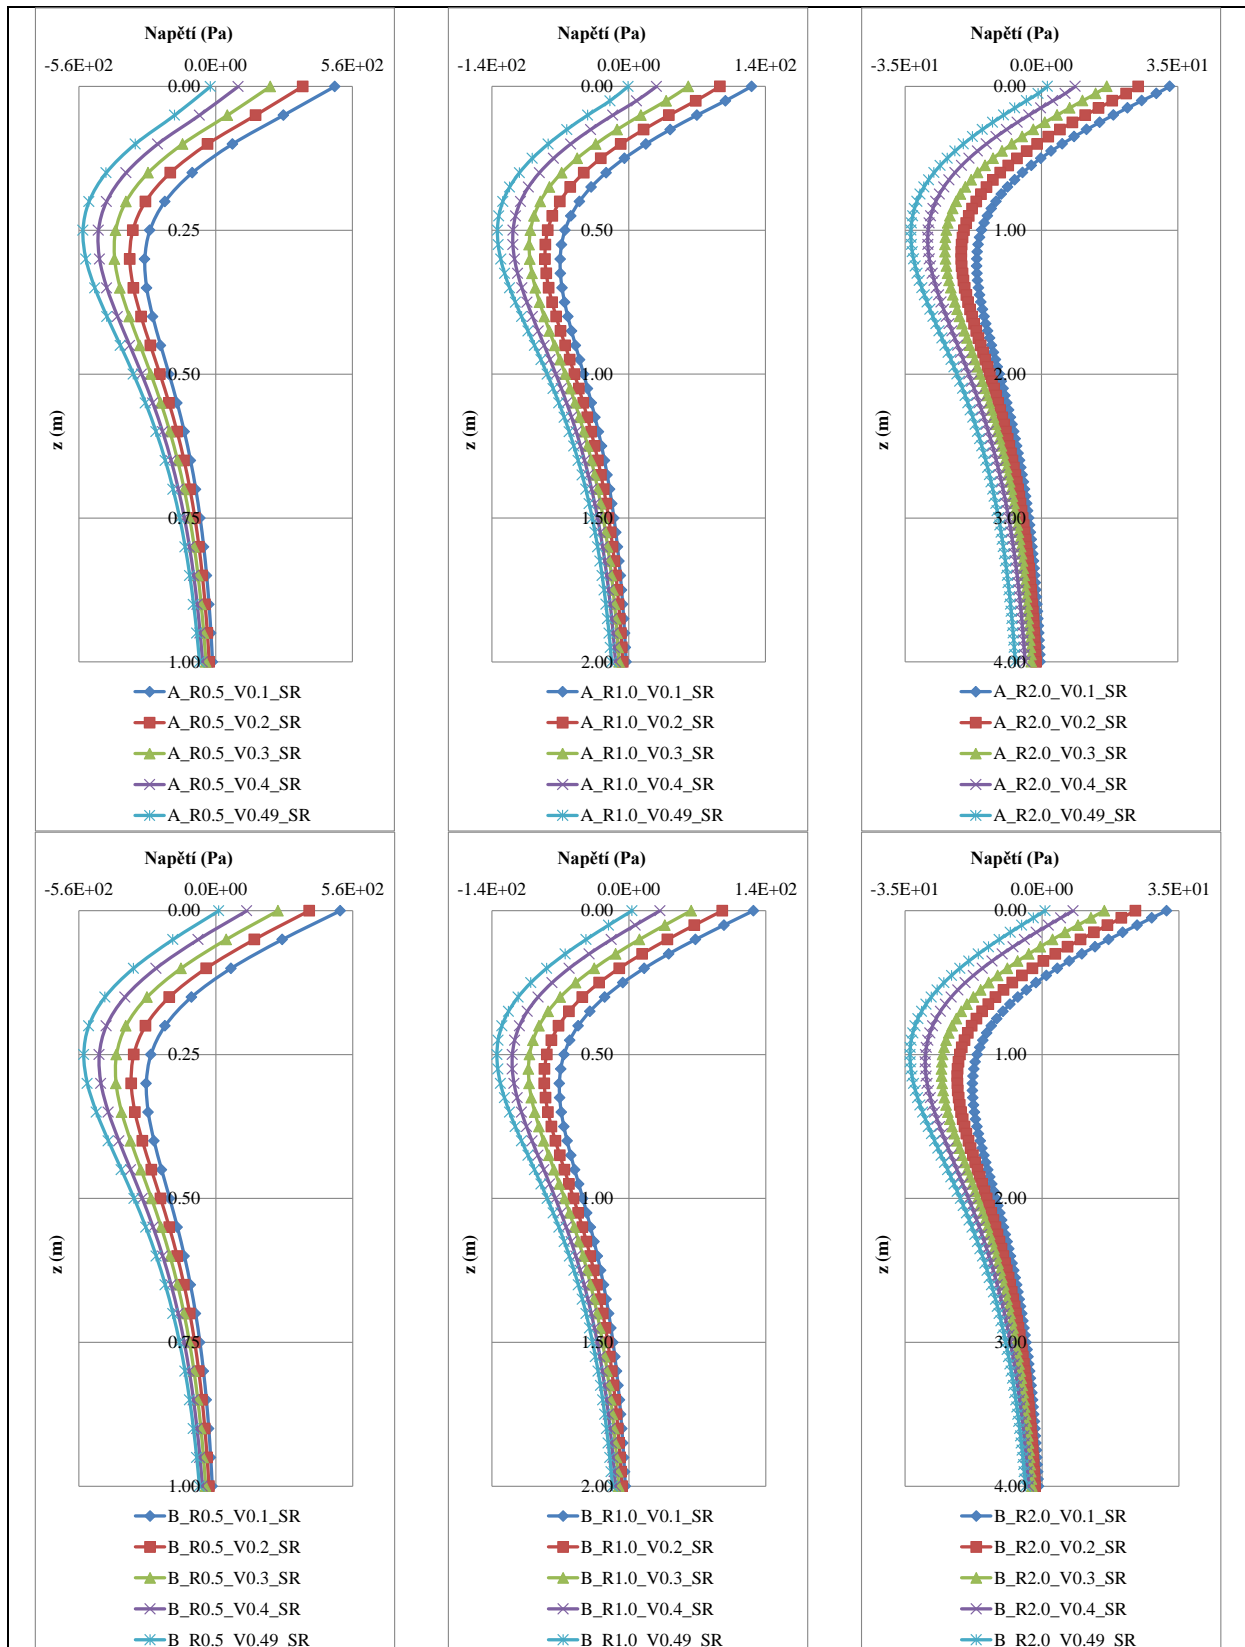 Napětí (Pa)
-5.6E+02 0.0E+00 5.6E+02
0.00
0.25
0.50
0.75
1.00
z (m)
A_R0.5_V0.1_SR
A_R0.5_V0.2_SR
A_R0.5_V0.3_SR
A_R0.5_V0.4_SR
A_R0.5_V0.49_SR
Napětí (Pa)
-1.4E+02 0.0E+00 1.4E+02
0.00
0.50
1.00
1.50
2.00
z (m)
A_R1.0_V0.1_SR
A_R1.0_V0.2_SR
A_R1.0_V0.3_SR
A_R1.0_V0.4_SR
A_R1.0_V0.49_SR
Napětí (Pa)
-3.5E+01 0.0E+00 3.5E+01
0.00
1.00
2.00
3.00
4.00
z (m)
A_R2.0_V0.1_SR
A_R2.0_V0.2_SR
A_R2.0_V0.3_SR
A_R2.0_V0.4_SR
A_R2.0_V0.49_SR
Napětí (Pa)
-5.6E+02 0.0E+00 5.6E+02
0.00
0.25
0.50
0.75
1.00
z (m)
B_R0.5_V0.1_SR
B_R0.5_V0.2_SR
B_R0.5_V0.3_SR
B_R0.5_V0.4_SR
B_R0.5_V0.49_SR
Napětí (Pa)
-1.4E+02 0.0E+00 1.4E+02
0.00
0.50
1.00
1.50
2.00
z (m)
B_R1.0_V0.1_SR
B_R1.0_V0.2_SR
B_R1.0_V0.3_SR
B_R1.0_V0.4_SR
B_R1.0_V0.49_SR
Napětí (Pa)
-3.5E+01 0.0E+00 3.5E+01
0.00
1.00
2.00
3.00
4.00
z (m)
B_R2.0_V0.1_SR
B_R2.0_V0.2_SR
B_R2.0_V0.3_SR
B_R2.0_V0.4_SR
B_R2.0_V0.49_SR